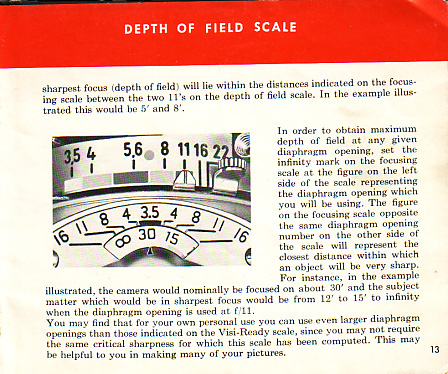 DEPTH OF FIELD SCALE
sharpest focus (depth of field) will lie within the distances indicated on the focus-
ing scale between the two 11's on the depth of field scale. In the example illus-
trated this would be 5' and 8'.
In order to obtain maximum
depth of field at any given
diaphragm opening, set the
infinity mark on the focusing
scale at the figure on the left
side of the scale representing
the diaphragm opening which
you will be using. The figure
on the focusing scale opposite
the same diaphragm opening
number on the other side of
the scale will represent the
closest distance within which
an object will be very sharp.
For instance, in the example
3,5 4 5,6 8 11 16 22
16 11 8 4 3.5 4 8 11 16
∞ 30 15
illustrated, the camera would nominally be focused on about 30' and the subject
matter which would be in sharpest focus would be from 12' to 15' to infinity
when the diaphragm opening is used at f/11.
You may find that for your own personal use you can use even larger diaphragm
openings than those indicated on the Visi-Ready scale, since you may not require
the same critical sharpness for which this scale has been computed. This may
be helpful to you in making many of your pictures.
13